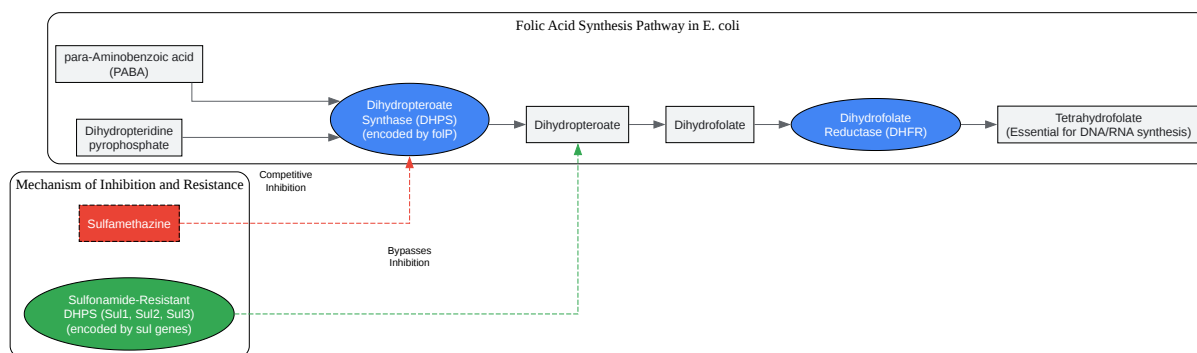 Folic Acid Synthesis Pathway in E. coli
para-Aminobenzoic acid
(PABA)
Dihydropteridine
pyrophosphate
Dihydropteroate
Synthase (DHPS)
(encoded by folP)
Dihydropteroate
Dihydrofolate
Dihydrofolate
Reductase (DHFR)
Tetrahydrofolate
(Essential for DNA/RNA synthesis)
Mechanism of Inhibition and Resistance
Competitive
Inhibition
Sulfamethazine
Bypasses
Inhibition
Sulfonamide-Resistant
DHPS (Sul1, Sul2, Sul3)
(encoded by sul genes)